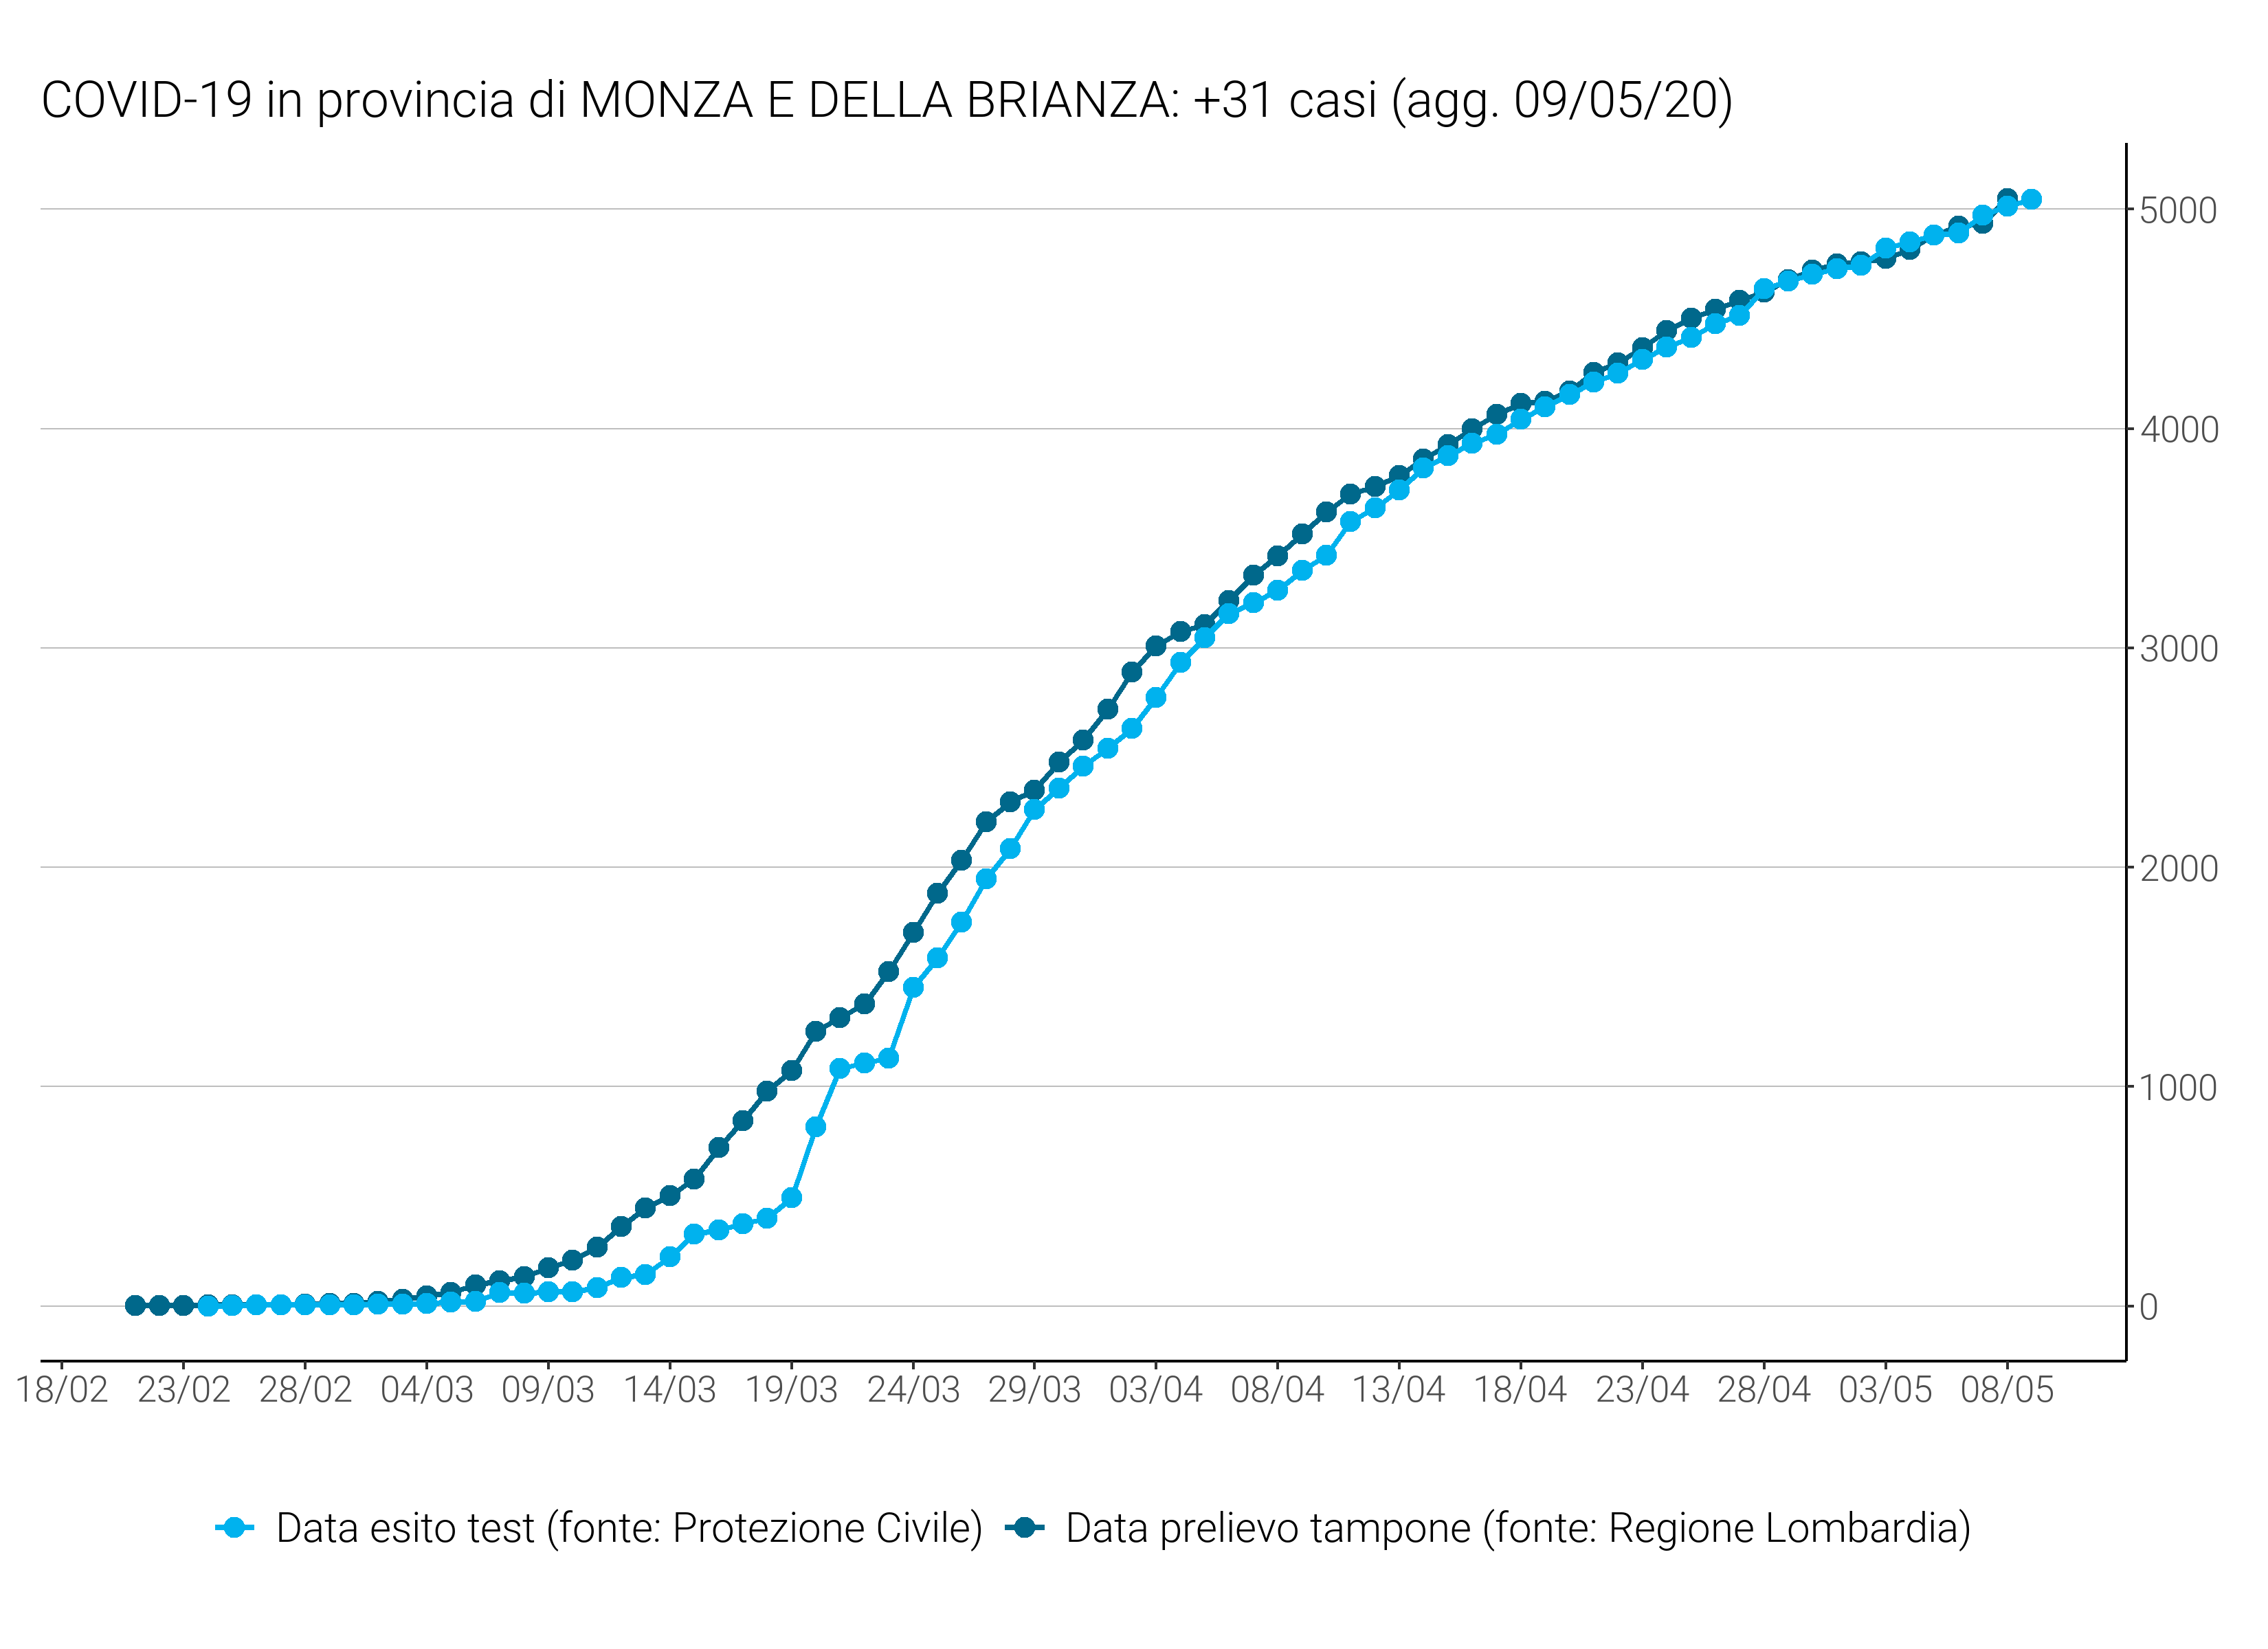 COVID-19 in provincia di MONZA E DELLA BRIANZA: +31 casi (agg. 09/05/20)
5000
4000
3000
2000
1000
0
18/02 23/02 28/02 04/03 09/03 14/03 19/03 24/03 29/03 03/04 08/04 13/04 18/04 23/04 28/04 03/05 08/05
Data esito test (fonte: Protezione Civile) Data prelievo tampone (fonte: Regione Lombardia)